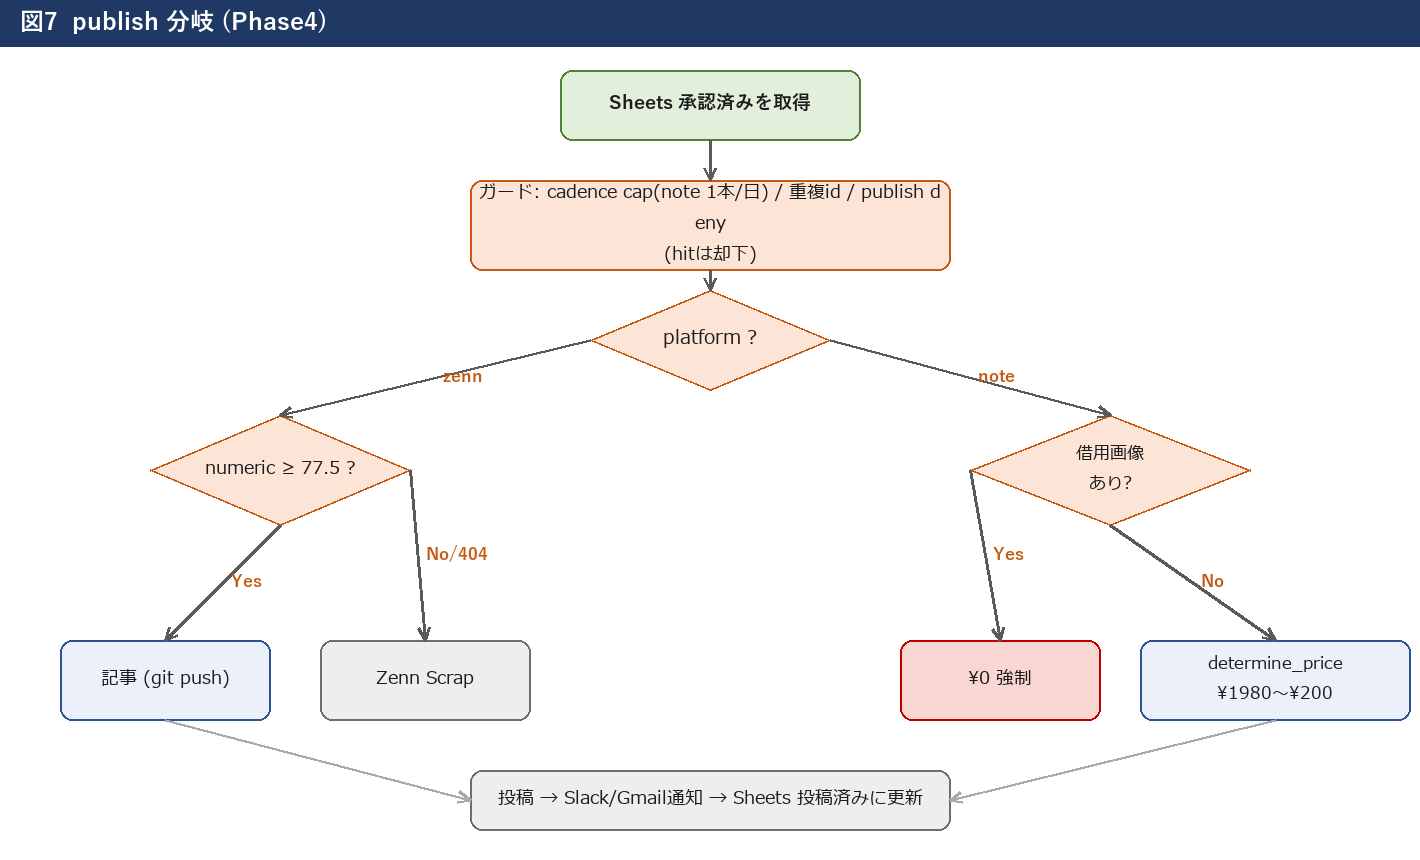 図7 publish 分岐 (Phase4)
Sheets 承認済みを取得
ガード: cadence cap(note 1本/日) / 重複id / publish d
eny
(hitは却下)
platform ?
zenn
note
numeric ≥ 77.5 ?
借用画像
あり?
No/404
Yes
Yes
No
記事 (git push)
Zenn Scrap
¥0 強制
determine_price
¥1980～¥200
投稿 → Slack/Gmail通知 → Sheets 投稿済みに更新